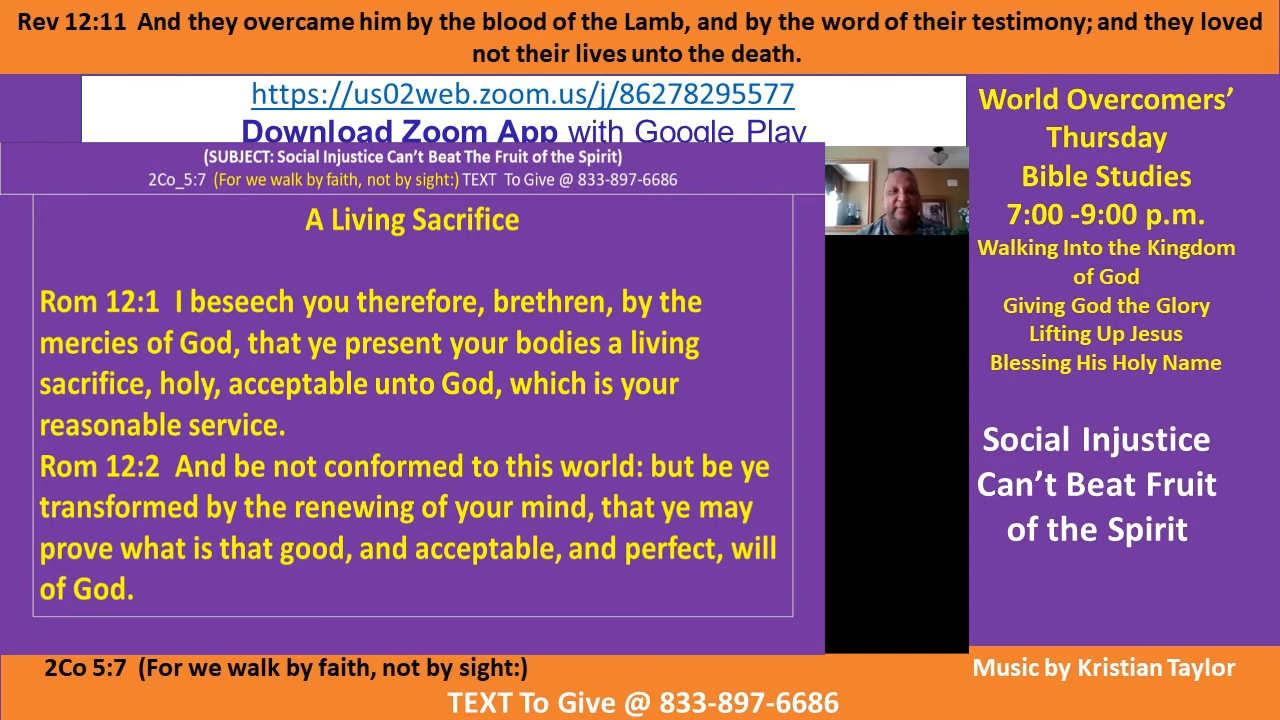 Rev 12:11  And they overcame him by the blood of the Lamb, and by the word of their testimony; and they loved
not their lives unto the death.
https://us02web.zoom.us/j/86278295577
Download Zoom App with Google Play
(SUBJECT: Social Injustice Can’t Beat The Fruit of the Spirit)
2Co_5:7  (For we walk by faith, not by sight:) TEXT  To Give @ 833-897-6686
A Living Sacrifice
Rom 12:1  I beseech you therefore, brethren, by the
mercies of God, that ye present your bodies a living
sacrifice, holy, acceptable unto God, which is your
reasonable service.
Rom 12:2  And be not conformed to this world: but be ye
transformed by the renewing of your mind, that ye may
prove what is that good, and acceptable, and perfect, will
of God.
World Overcomers’
Thursday
Bible Studies
7:00 -9:00 p.m.
Walking Into the Kingdom
of God
Giving God the Glory
Lifting Up Jesus
Blessing His Holy Name
Social Injustice
Can’t Beat Fruit
of the Spirit
2Co 5:7  (For we walk by faith, not by sight:)
Music by Kristian Taylor
TEXT To Give @ 833-897-6686